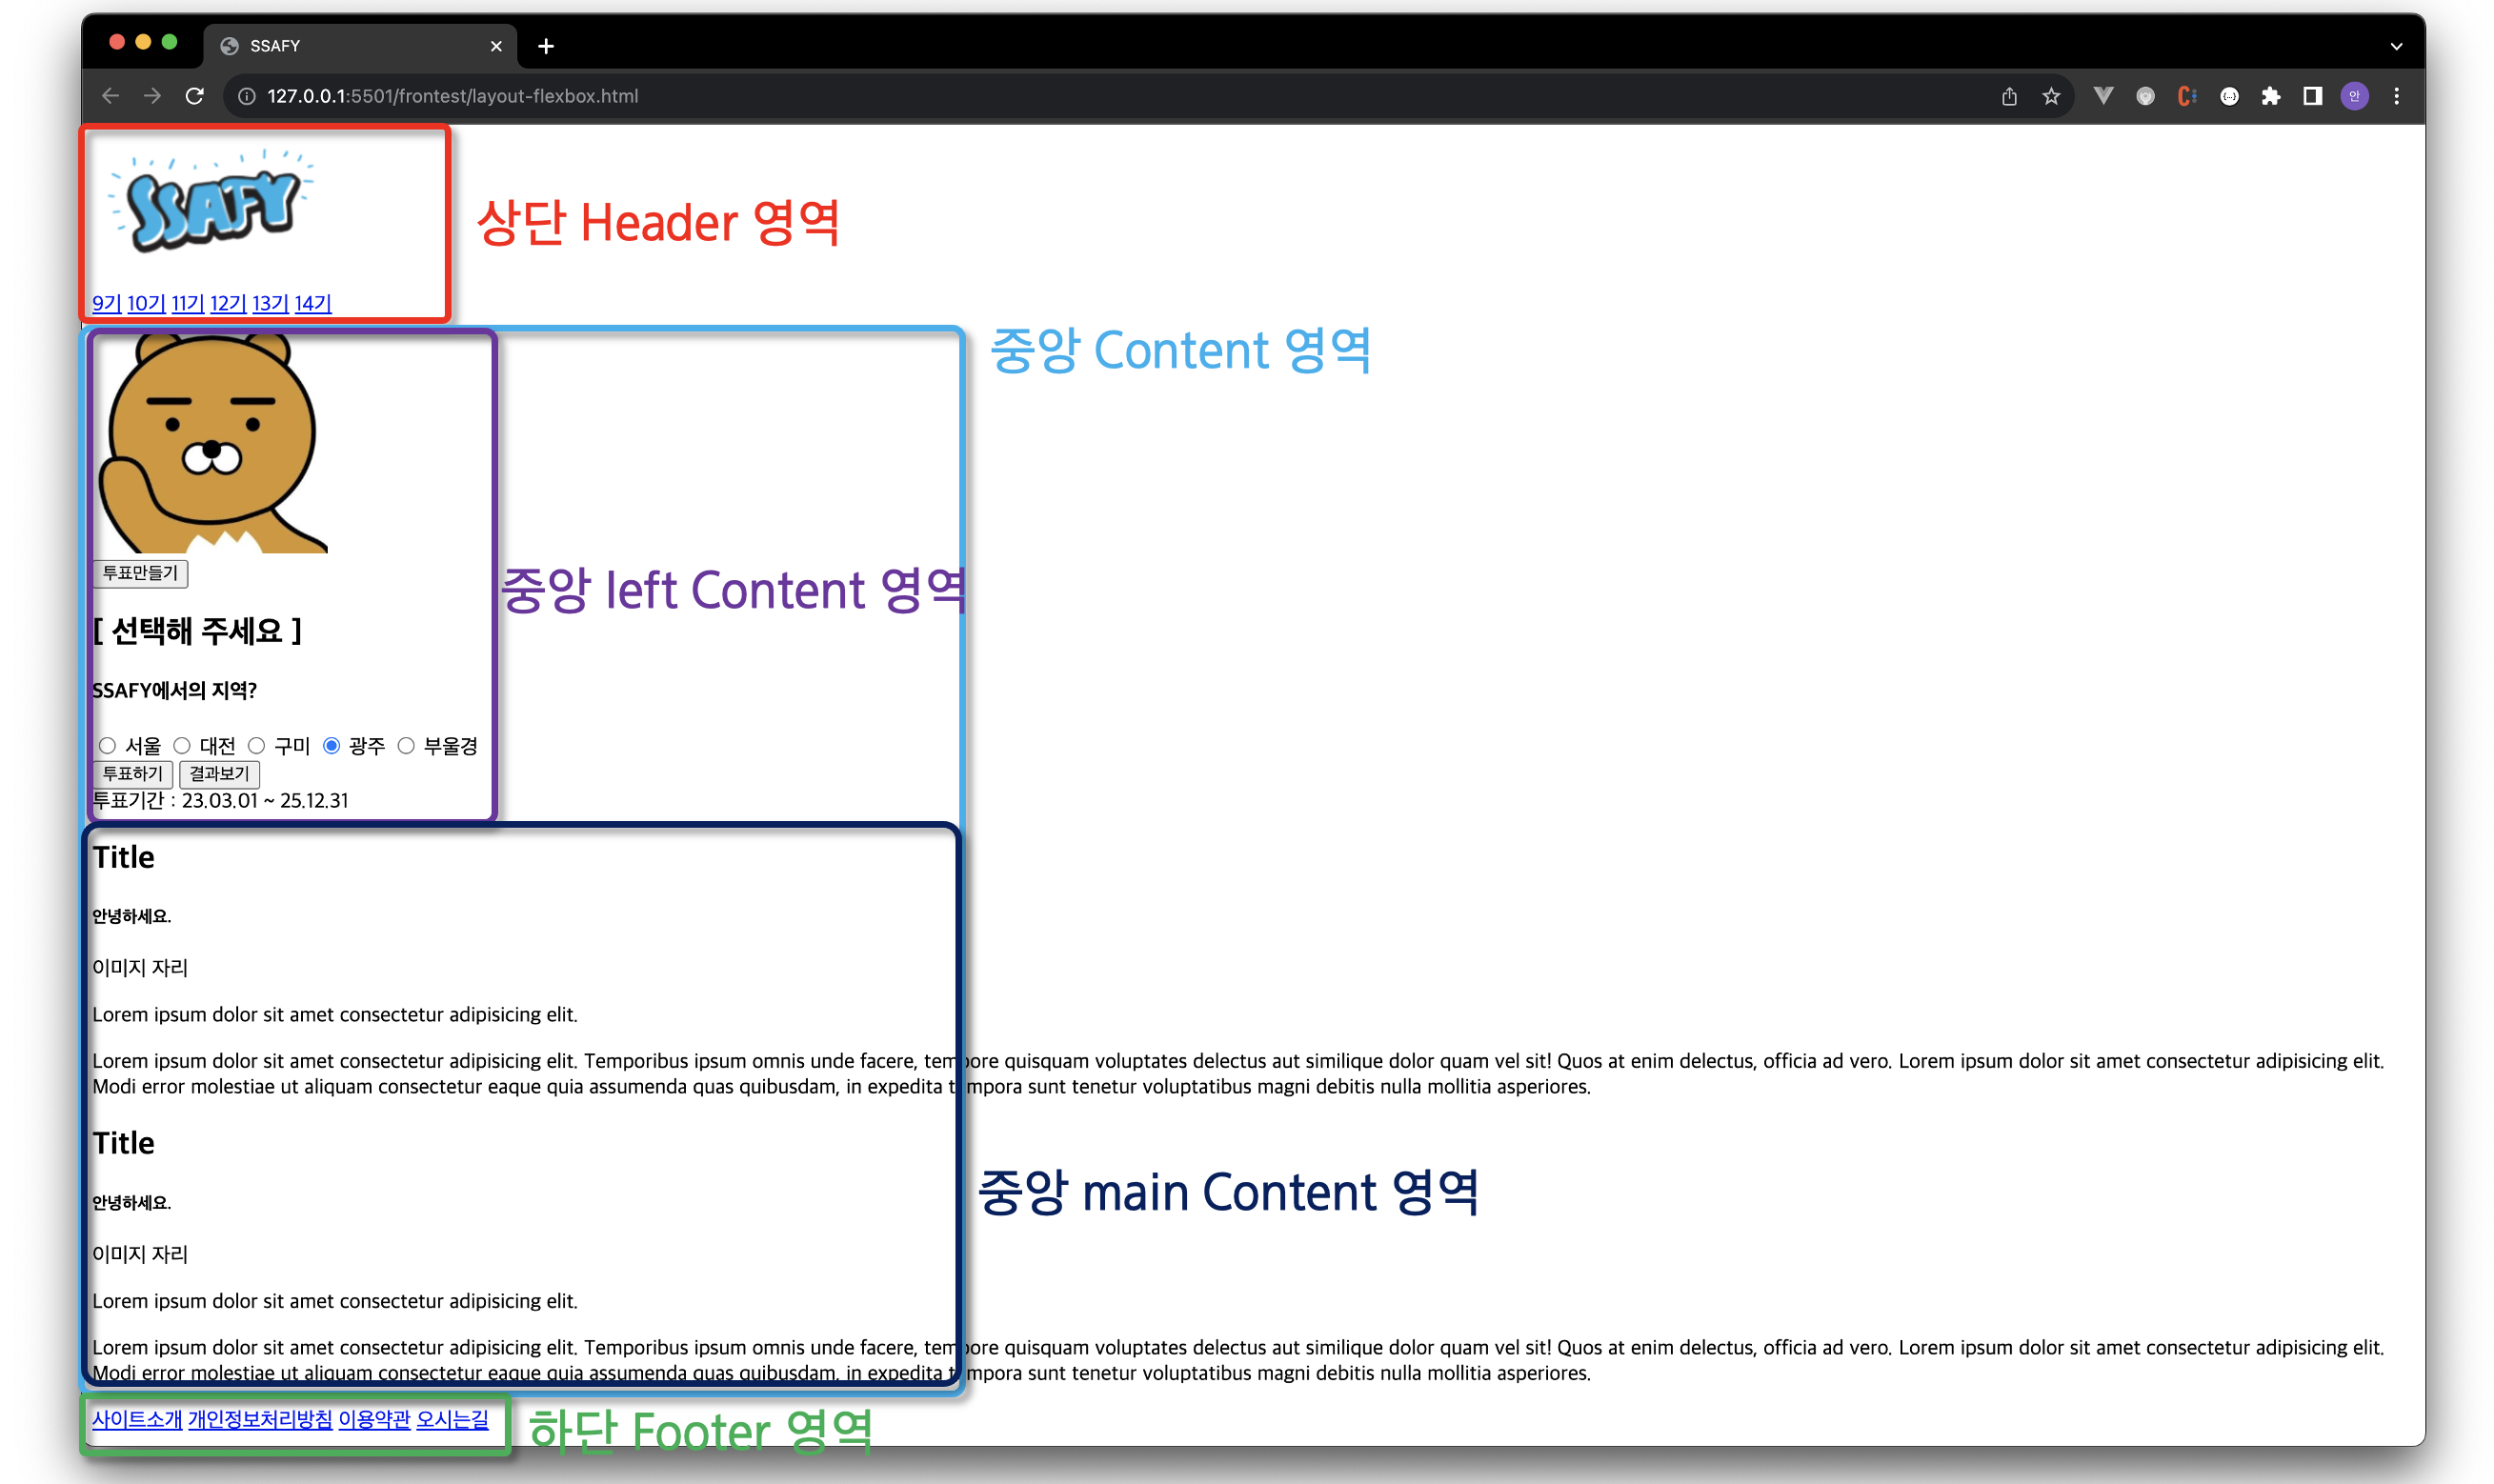 SSAFY
127.0.0.1:5501/frontest/layout-flexbox.html
안
SSAFY
상단 Header 영역
9기 10기 11기 12기 13기 14기
중앙 Content 영역
투표만들기
중앙 left Content 영역
[ 선택해 주세요 ]
SSAFY에서의 지역?
서울 대전 구미 광주 부울경
투표하기 결과보기
투표기간 : 23.03.01 ~ 25.12.31
Title
안녕하세요.
이미지 자리
Lorem ipsum dolor sit amet consectetur adipisicing elit.
Lorem ipsum dolor sit amet consectetur adipisicing elit. Temporibus ipsum omnis unde facere, tempore quisquam voluptates delectus aut similique dolor quam vel sit! Quos at enim delectus, officia ad vero. Lorem ipsum dolor sit amet consectetur adipisicing elit.
Modi error molestiae ut aliquam consectetur eaque quia assumenda quas quibusdam, in expedita tempora sunt tenetur voluptatibus magni debitis nulla mollitia asperiores.
Title
중앙 main Content 영역
안녕하세요.
이미지 자리
Lorem ipsum dolor sit amet consectetur adipisicing elit.
Lorem ipsum dolor sit amet consectetur adipisicing elit. Temporibus ipsum omnis unde facere, tempore quisquam voluptates delectus aut similique dolor quam vel sit! Quos at enim delectus, officia ad vero. Lorem ipsum dolor sit amet consectetur adipisicing elit.
Modi error molestiae ut aliquam consectetur eaque quia assumenda quas quibusdam, in expedita tempora sunt tenetur voluptatibus magni debitis nulla mollitia asperiores.
사이트소개 개인정보처리방침 이용약관 오시는길
하단 Footer 영역